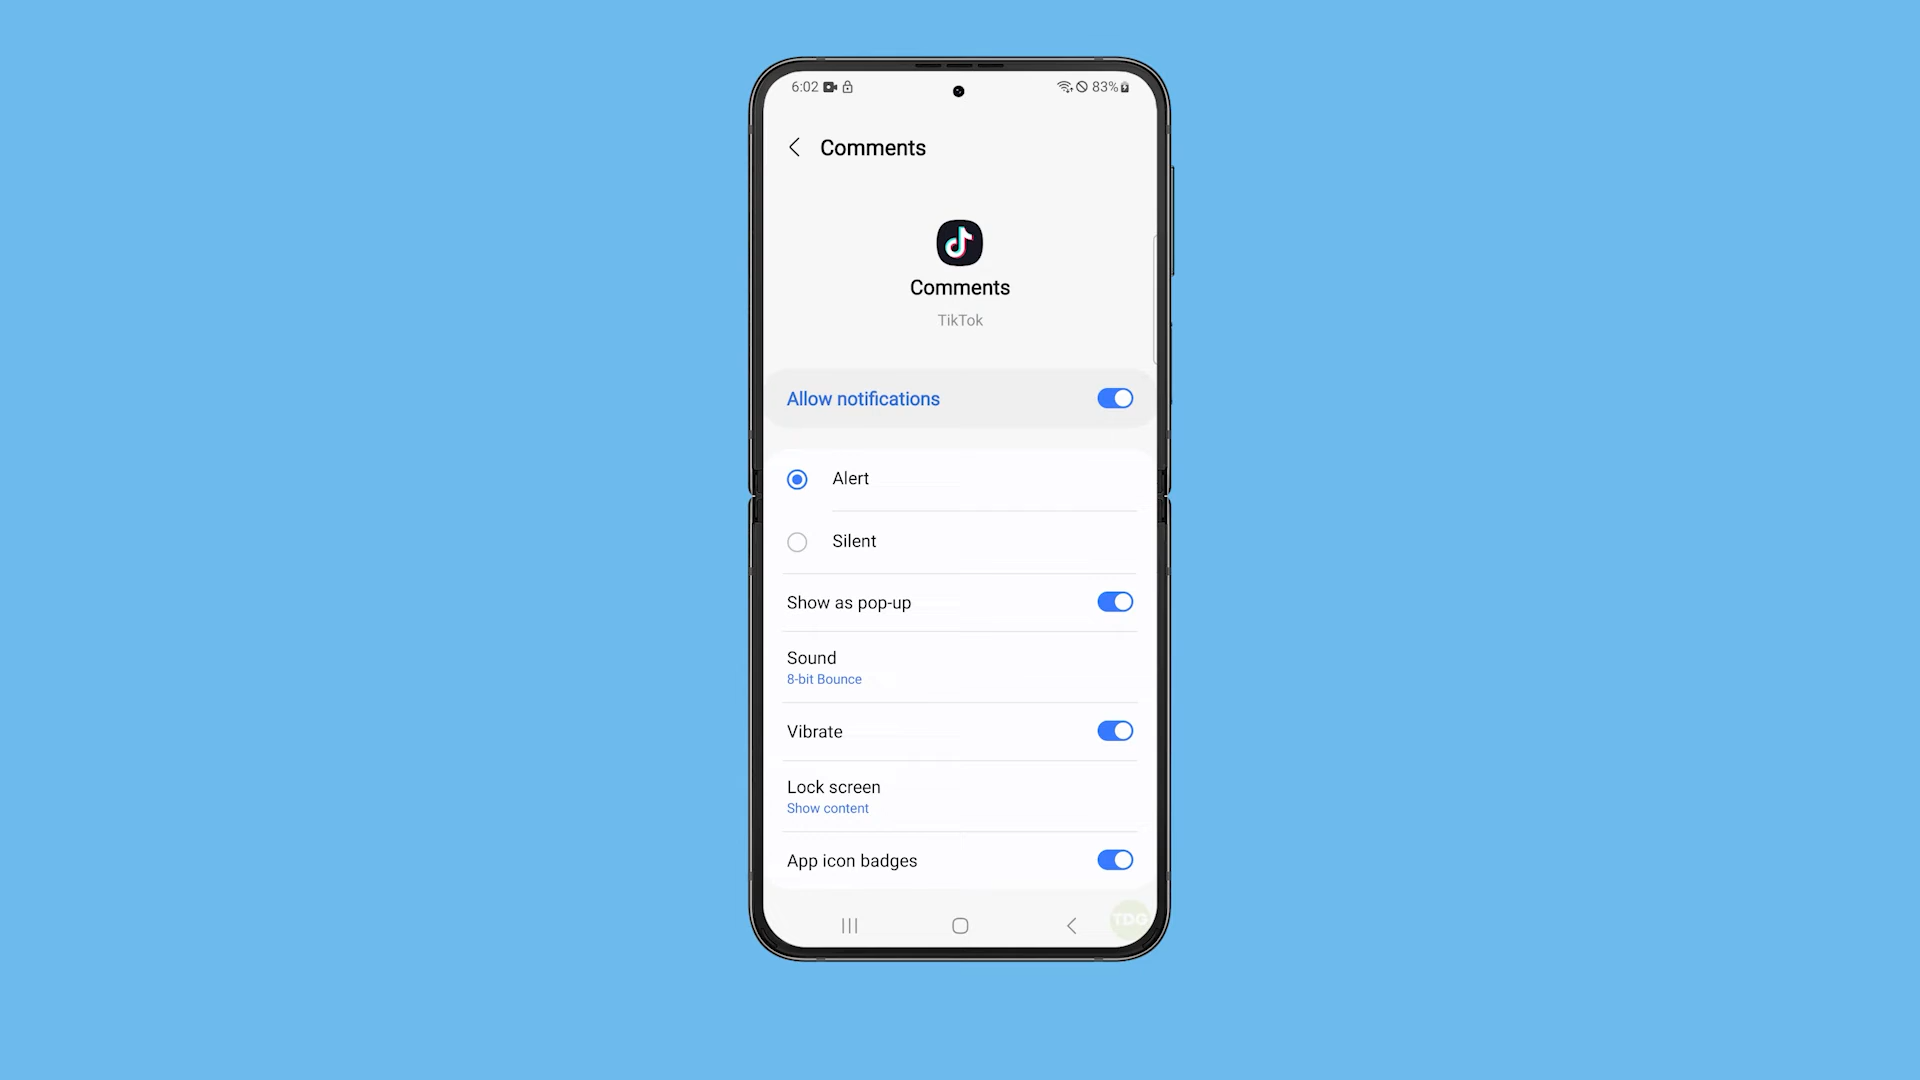 6:02 83%
Comments
Comments
TikTok
Allow notifications
Alert
Silent
Show as pop-up
Sound
8-bit Bounce
Vibrate
Lock screen
Show content
App icon badges
TDG